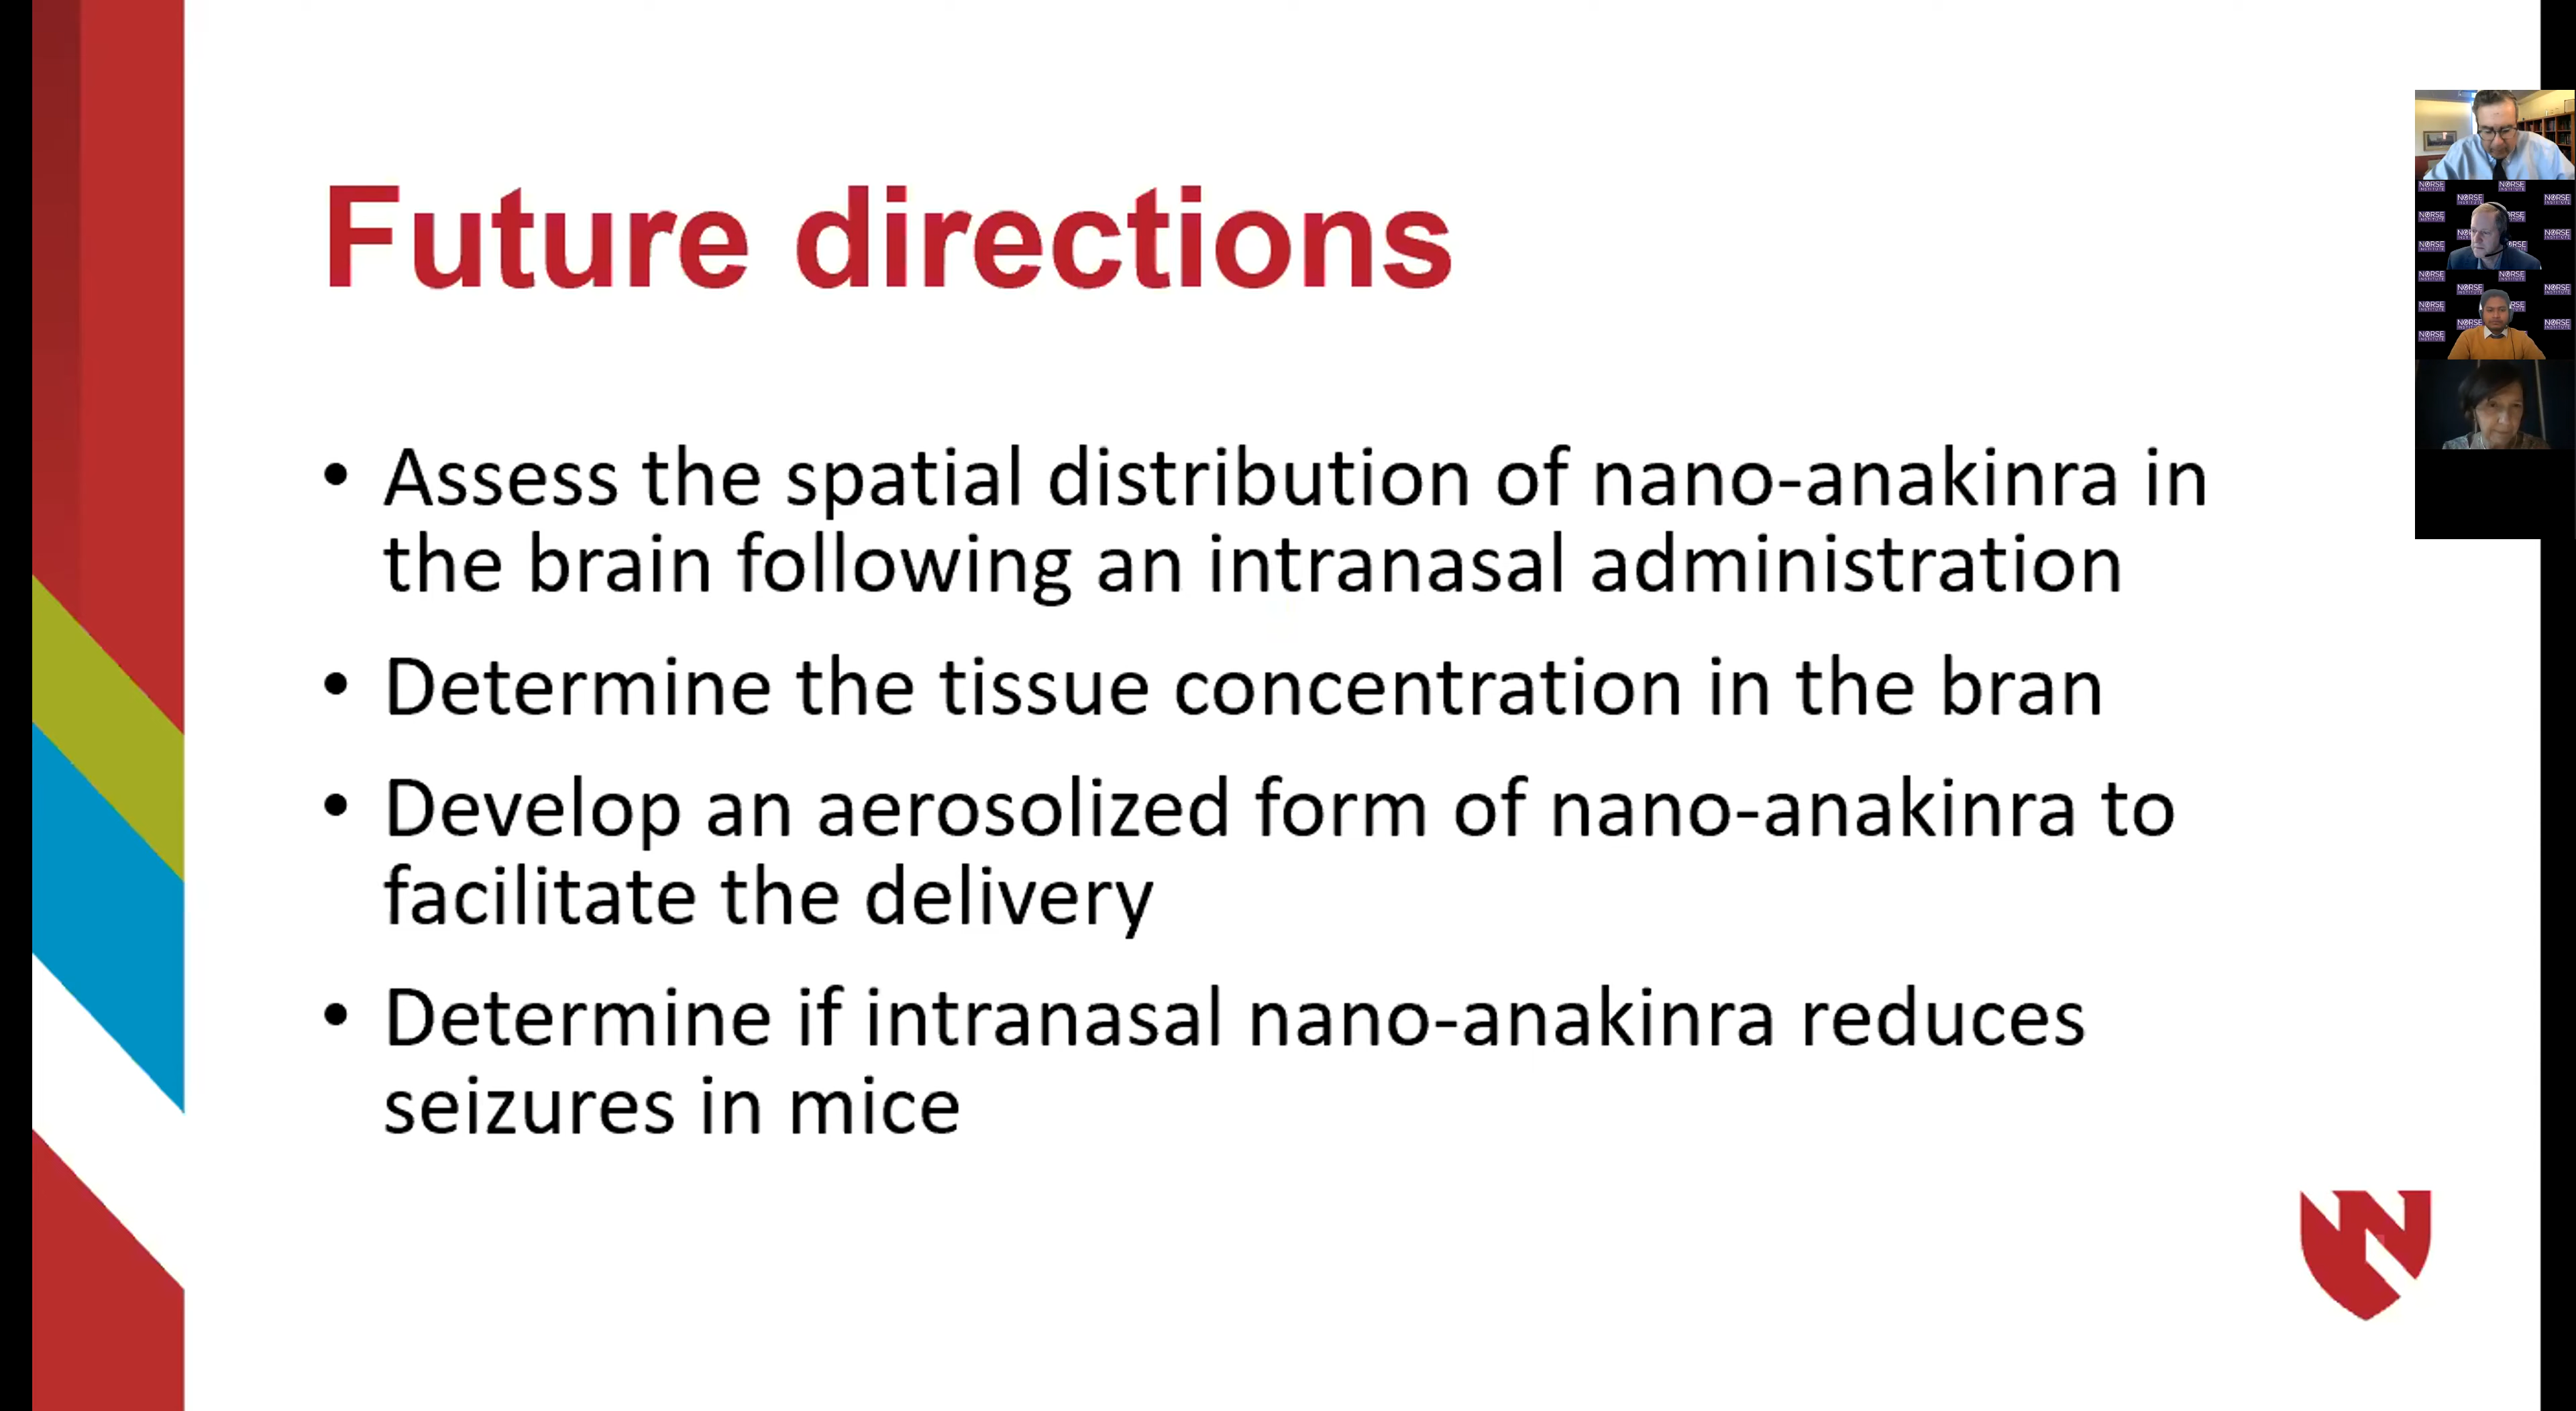 Future directions
• Assess the spatial distribution of nano-anakinra in
the brain following an intranasal administration
• Determine the tissue concentration in the bran
• Develop an aerosolized form of nano-anakinra to
facilitate the delivery
• Determine if intranasal nano-anakinra reduces
seizures in mice
NORSE
INSTITUTE